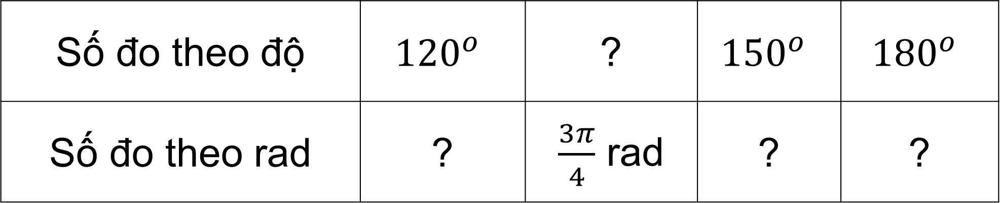 Số đo theo độ 120° ? 150° 180°
Số đo theo rad ? 3π/4 rad ? ?